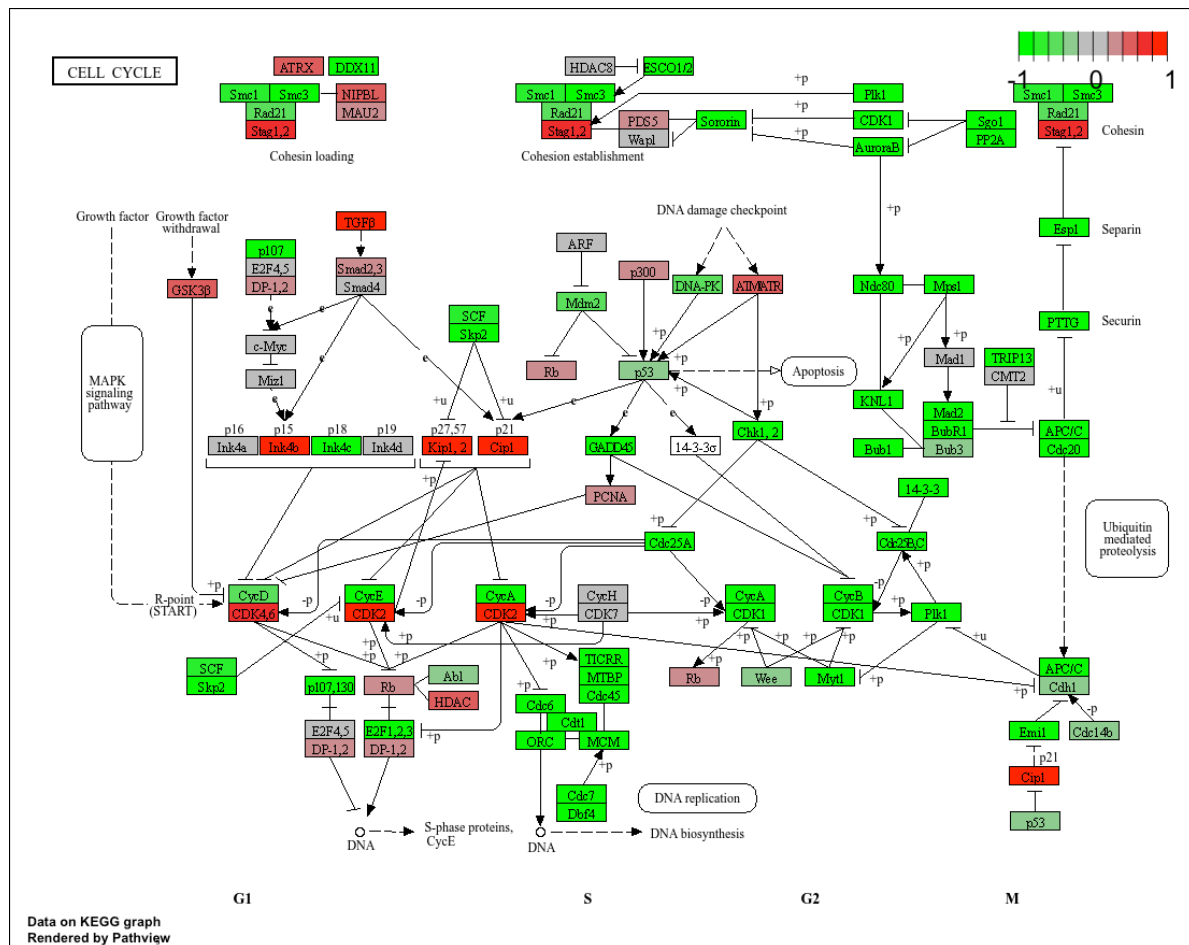 CELL CYCLE
-1 0 1
ATRX DDX11
Smc1 Smc3 NIPBL
Rad21 MAU2
Stag1,2
Cohesin loading
HDAC8 ESCO1/2
Smc1 Smc3
Rad21
Stag1,2
PDS5 Sororin
Wapl
Cohesion establishment
+p
Plk1
+p
CDK1
+p
AuroraB
Sgo1
PP2A
Smc1 Smc3
Rad21
Stag1,2
Cohesin
+p
Esp1 Separin
PTTG Securin
Growth factor
Growth factor
withdrawal
GSK3β
MAPK
signaling
pathway
TGFβ
p107
E2F4,5
DP-1,2
Smad2,3
Smad4
e
e
c-Myc
Miz1
e
e
e
SCF
Skp2
+u
+u
p16 p15 p18 p19 p27,57 p21
Ink4a Ink4b Ink4c Ink4d Kip1, 2 Cip1
+p
DNA damage checkpoint
ARF
p300
DNA-PK ATM/ATR
Mdm2
Rb
+p
+p
p53
+p
+p
Apoptosis
e
e
e
GADD45 14-3-3σ
Chk1, 2
PCNA
Ndc80 Mps1
+p
+p
Mad1
TRIP13
CMT2
KNL1
Mad2
BubR1
Bub1
Bub3
+u
APC/C
Cdc20
14-3-3
Ubiquitin
mediated
proteolysis
+p
Cdc25A
+p
Cdc25B,C
R-point
(START)
+p
CycD
CDK4,6
-p
CycE
CDK2
-p
CycA
CDK2
-p
CycH
CDK7
-p
CycA
CDK1
CycB
CDK1
-p
+p
+p
Plk1
+u
+u
SCF
Skp2
+p
+p
+p
+p
+p
p107,130
Rb
Abl
HDAC
E2F4,5
DP-1,2
E2F1,2,3
DP-1,2
+p
+p
+p
TICRR
MTBP
Cdc45
Cdc6
Cdt1
ORC MCM
+p
Cdc7
Dbf4
+p
Rb
+p
+p
Wee
Myt1
+p
+p
APC/C
Cdh1
-p
Emi1
Cdc14b
p21
Cip1
p53
DNA replication
DNA
S-phase proteins,
CycE
DNA
DNA biosynthesis
G1 S G2 M
Data on KEGG graph
Rendered by Pathview